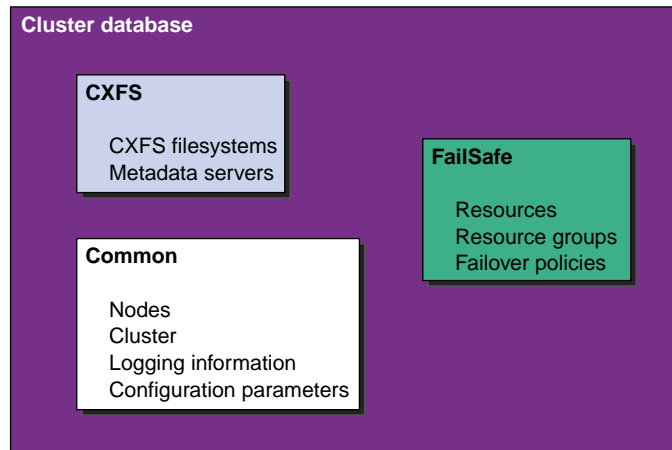 Cluster database
CXFS
CXFS filesystems
Metadata servers
FailSafe
Resources
Resource groups
Failover policies
Common
Nodes
Cluster
Logging information
Configuration parameters